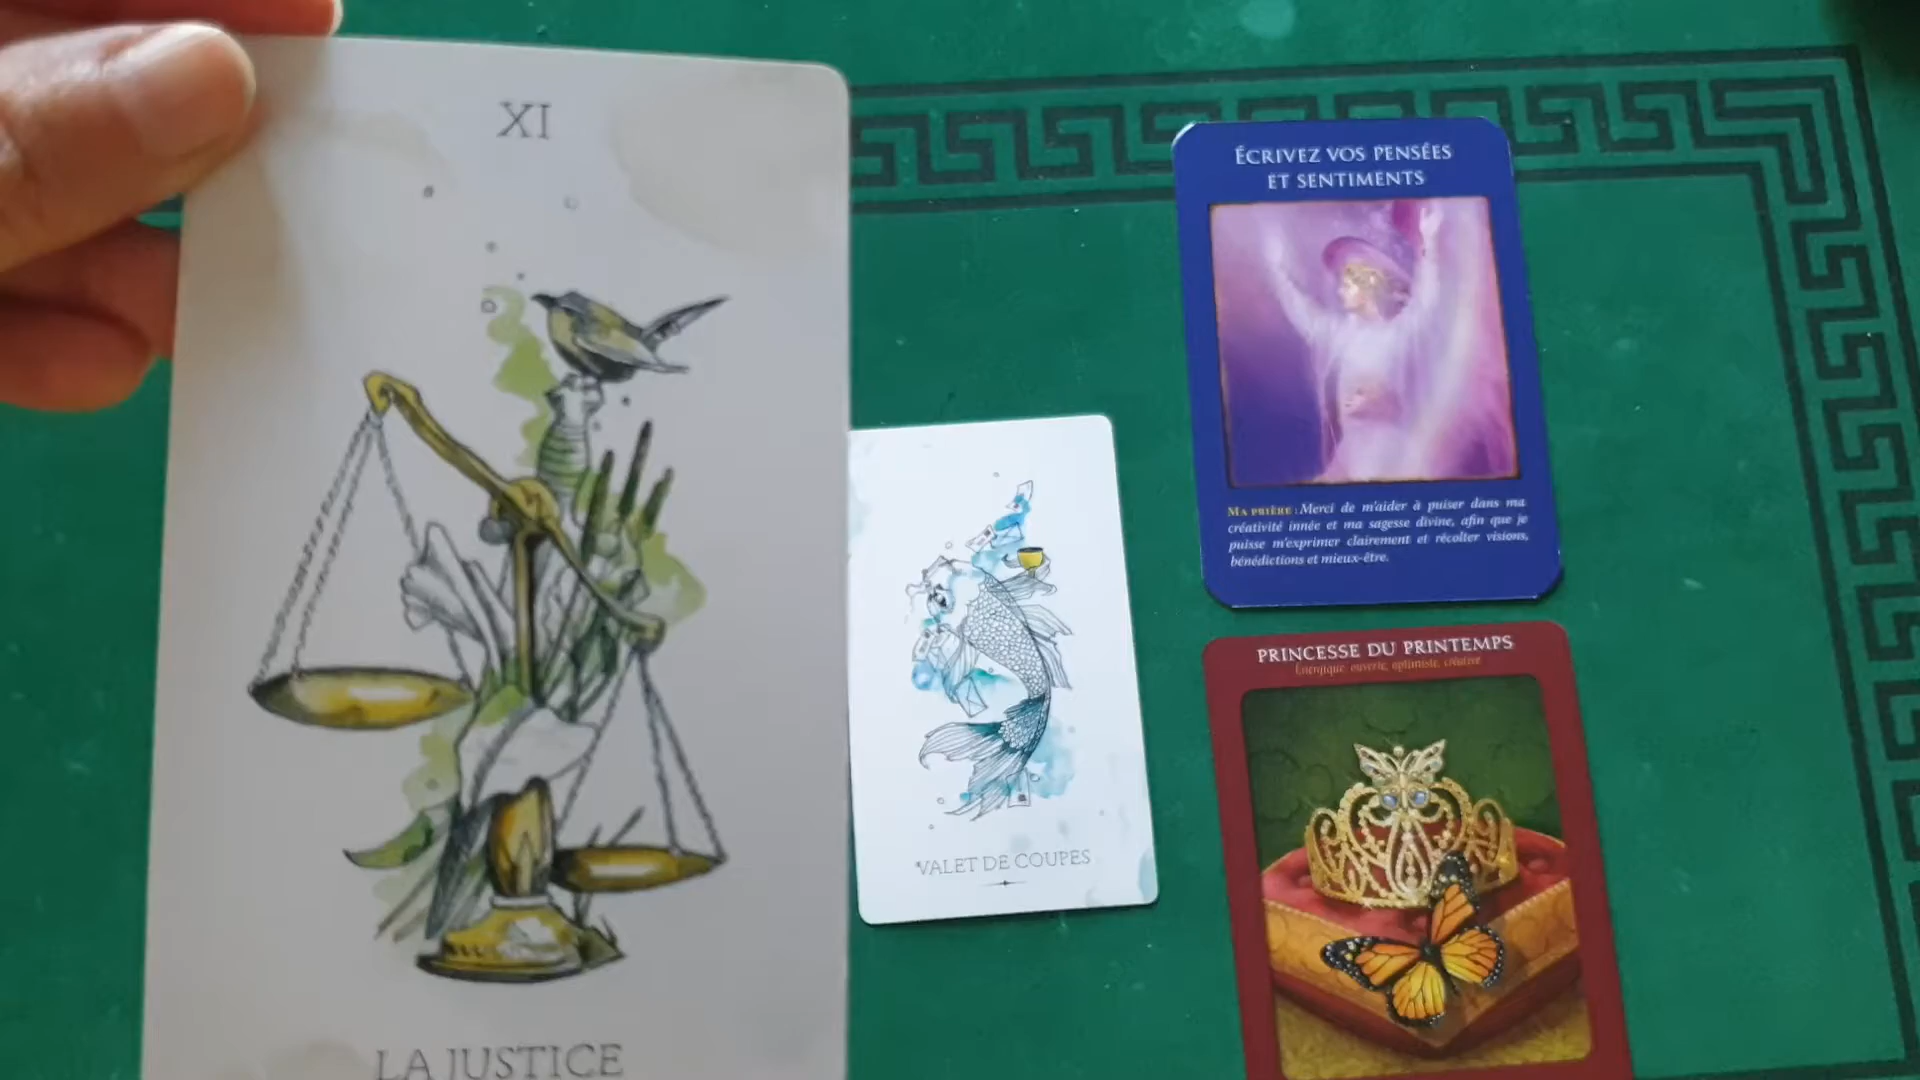 XI
LA JUSTICE
VALET DE COUPES
ÉCRIVEZ VOS PENSÉES
ET SENTIMENTS
MA PRIÈRE : Merci de m'aider à puiser dans ma
créativité innée et ma sagesse divine, afin que je
puisse m'exprimer clairement et récolter visions,
bénédictions et mieux-être.
PRINCESSE DU PRINTEMPS
Énergique, ouverte, optimiste, créative